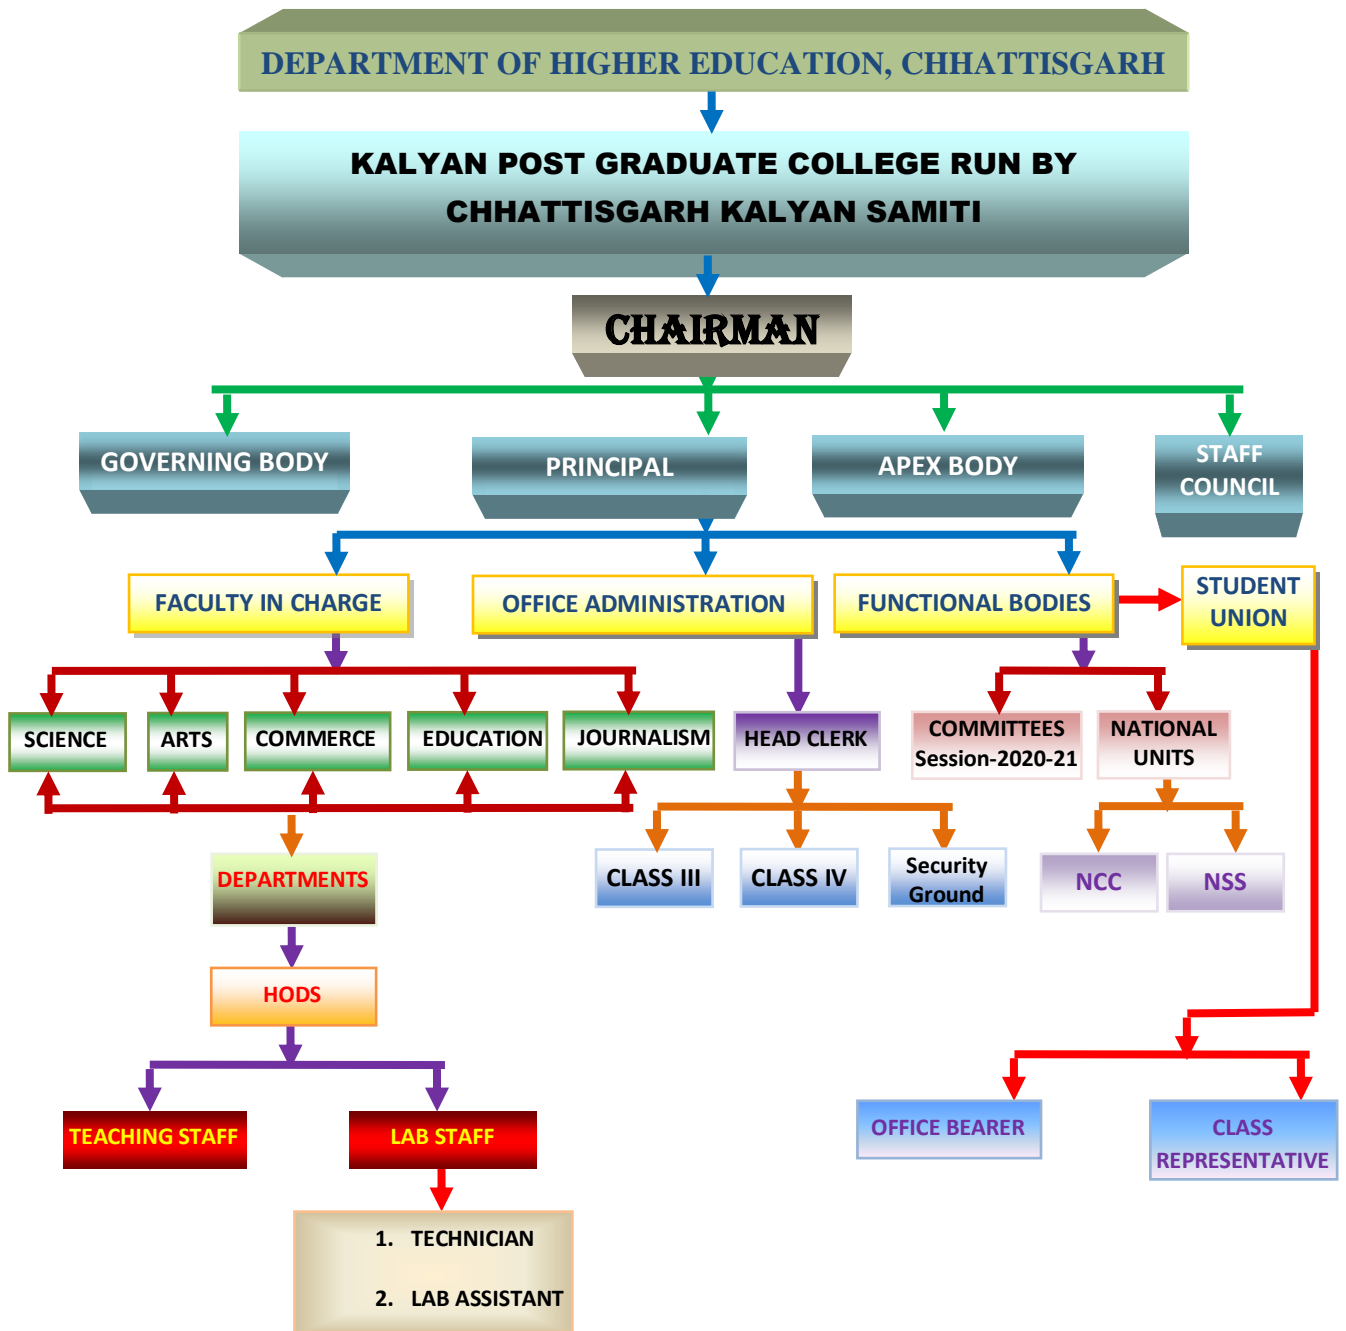 DEPARTMENT OF HIGHER EDUCATION, CHHATTISGARH
KALYAN POST GRADUATE COLLEGE RUN BY
CHHATTISGARH KALYAN SAMITI
CHAIRMAN
GOVERNING BODY
PRINCIPAL
APEX BODY
STAFF
COUNCIL
FACULTY IN CHARGE
OFFICE ADMINISTRATION
FUNCTIONAL BODIES
STUDENT
UNION
SCIENCE
ARTS
COMMERCE
EDUCATION
JOURNALISM
HEAD CLERK
COMMITTEES
Session-2020-21
NATIONAL
UNITS
DEPARTMENTS
CLASS III
CLASS IV
Security
Ground
NCC
NSS
HODS
TEACHING STAFF
LAB STAFF
OFFICE BEARER
CLASS
REPRESENTATIVE
1. TECHNICIAN
2. LAB ASSISTANT